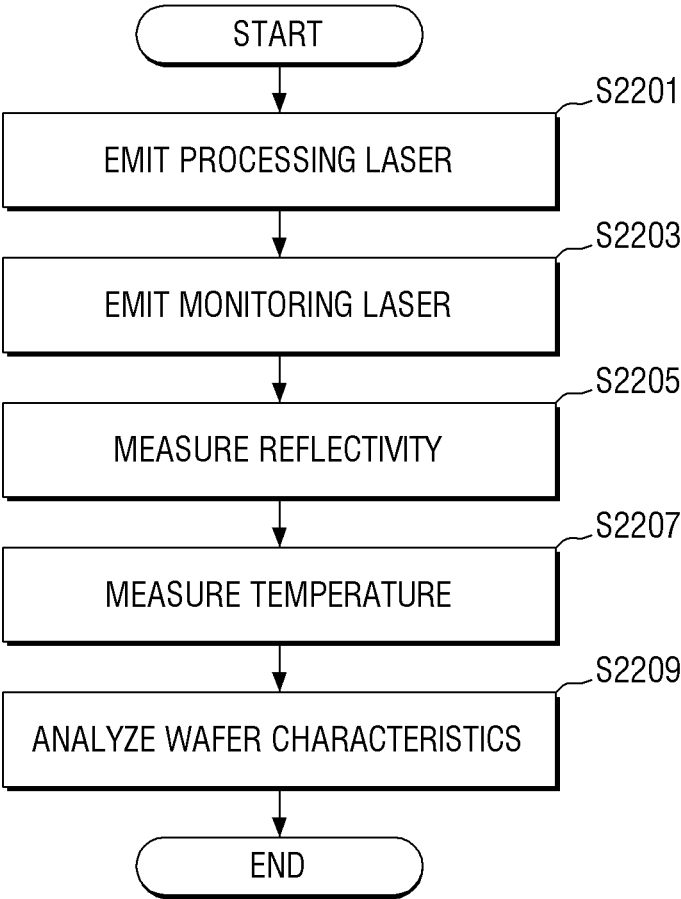 START
S2201
EMIT PROCESSING LASER
S2203
EMIT MONITORING LASER
S2205
MEASURE REFLECTIVITY
S2207
MEASURE TEMPERATURE
S2209
ANALYZE WAFER CHARACTERISTICS
END